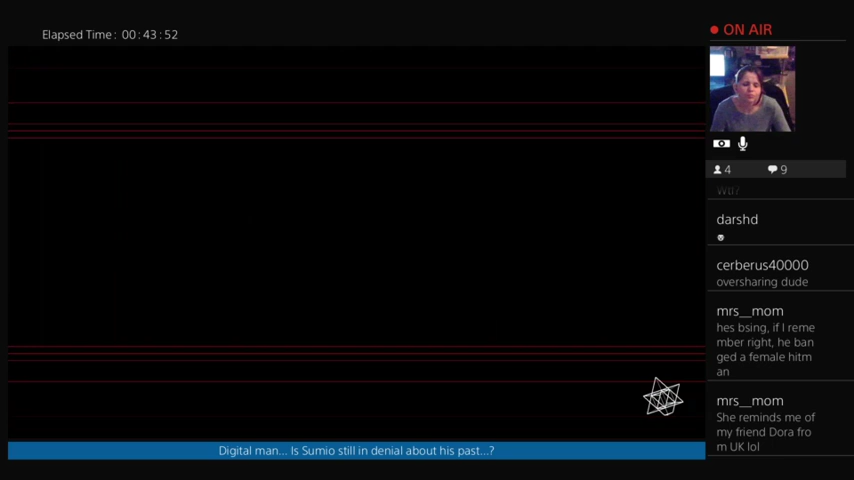 Elapsed Time: 00:43:52
ON AIR
4 9
Wtf?
darshd
cerberus40000
oversharing dude
mrs__mom
hes bsing, if I reme
mber right, he ban
ged a female hitm
an
mrs__mom
She reminds me of
my friend Dora fro
m UK lol
Digital man... Is Sumio still in denial about his past...?